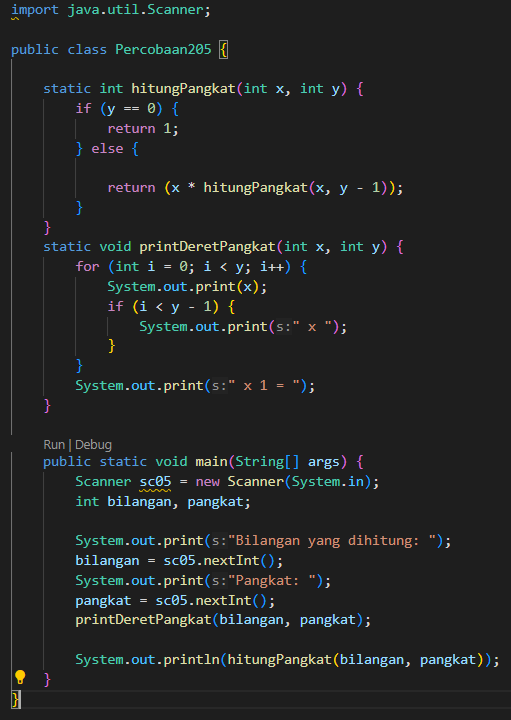 import java.util.Scanner;
public class Percobaan205 {
static int hitungPangkat(int x, int y) {
if (y == 0) {
return 1;
} else {
return (x * hitungPangkat(x, y - 1));
}
}
static void printDeretPangkat(int x, int y) {
for (int i = 0; i < y; i++) {
System.out.print(x);
if (i < y - 1) {
System.out.print(s:" x ");
}
}
System.out.print(s:" x 1 = ");
}
Run | Debug
public static void main(String[] args) {
Scanner sc05 = new Scanner(System.in);
int bilangan, pangkat;
System.out.print(s:"Bilangan yang dihitung: ");
bilangan = sc05.nextInt();
System.out.print(s:"Pangkat: ");
pangkat = sc05.nextInt();
printDeretPangkat(bilangan, pangkat);
System.out.println(hitungPangkat(bilangan, pangkat));
}
}